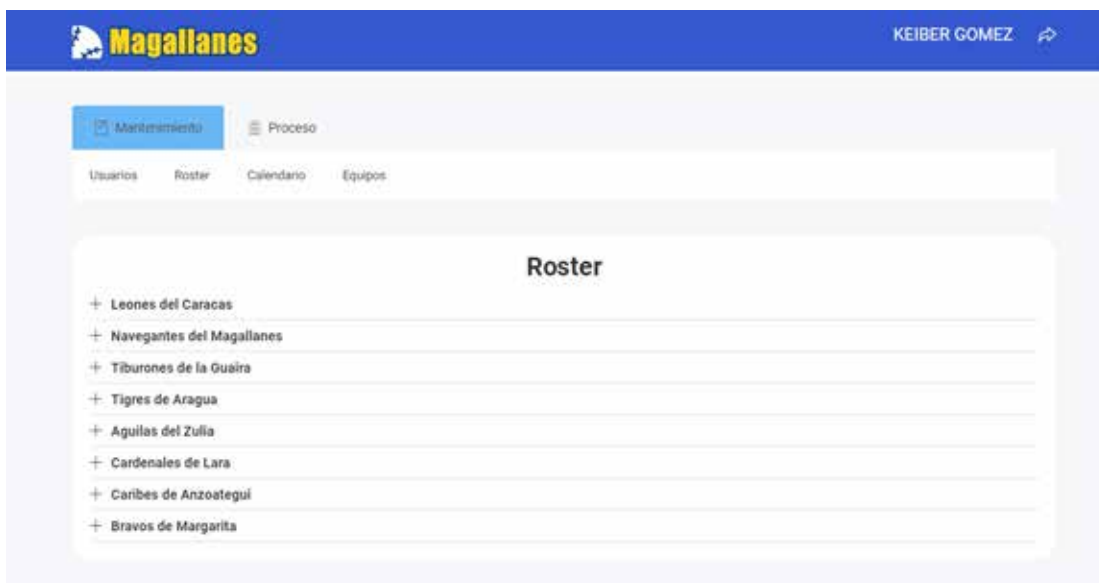 Magallanes
KEIBER GOMEZ
Mantenimiento Proceso
Usuarios Roster Calendario Equipos
Roster
Leones del Caracas
Navegantes del Magallanes
Tiburones de la Guaira
Tigres de Aragua
Aguilas del Zulia
Cardenales de Lara
Caribes de Anzoategui
Bravos de Margarita